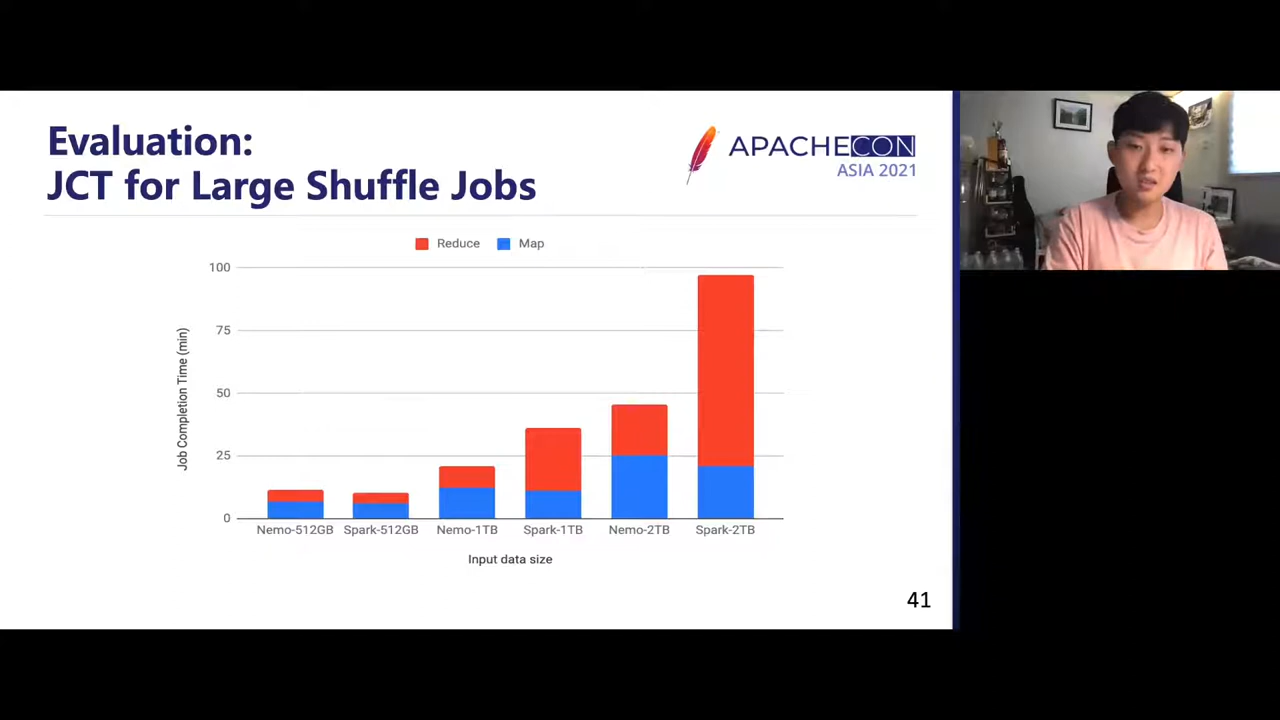 Evaluation:
JCT for Large Shuffle Jobs
APACHECON
ASIA 2021
Reduce Map
100
75
50
25
0
Job Completion Time (min)
Nemo-512GB Spark-512GB Nemo-1TB Spark-1TB Nemo-2TB Spark-2TB
Input data size
41